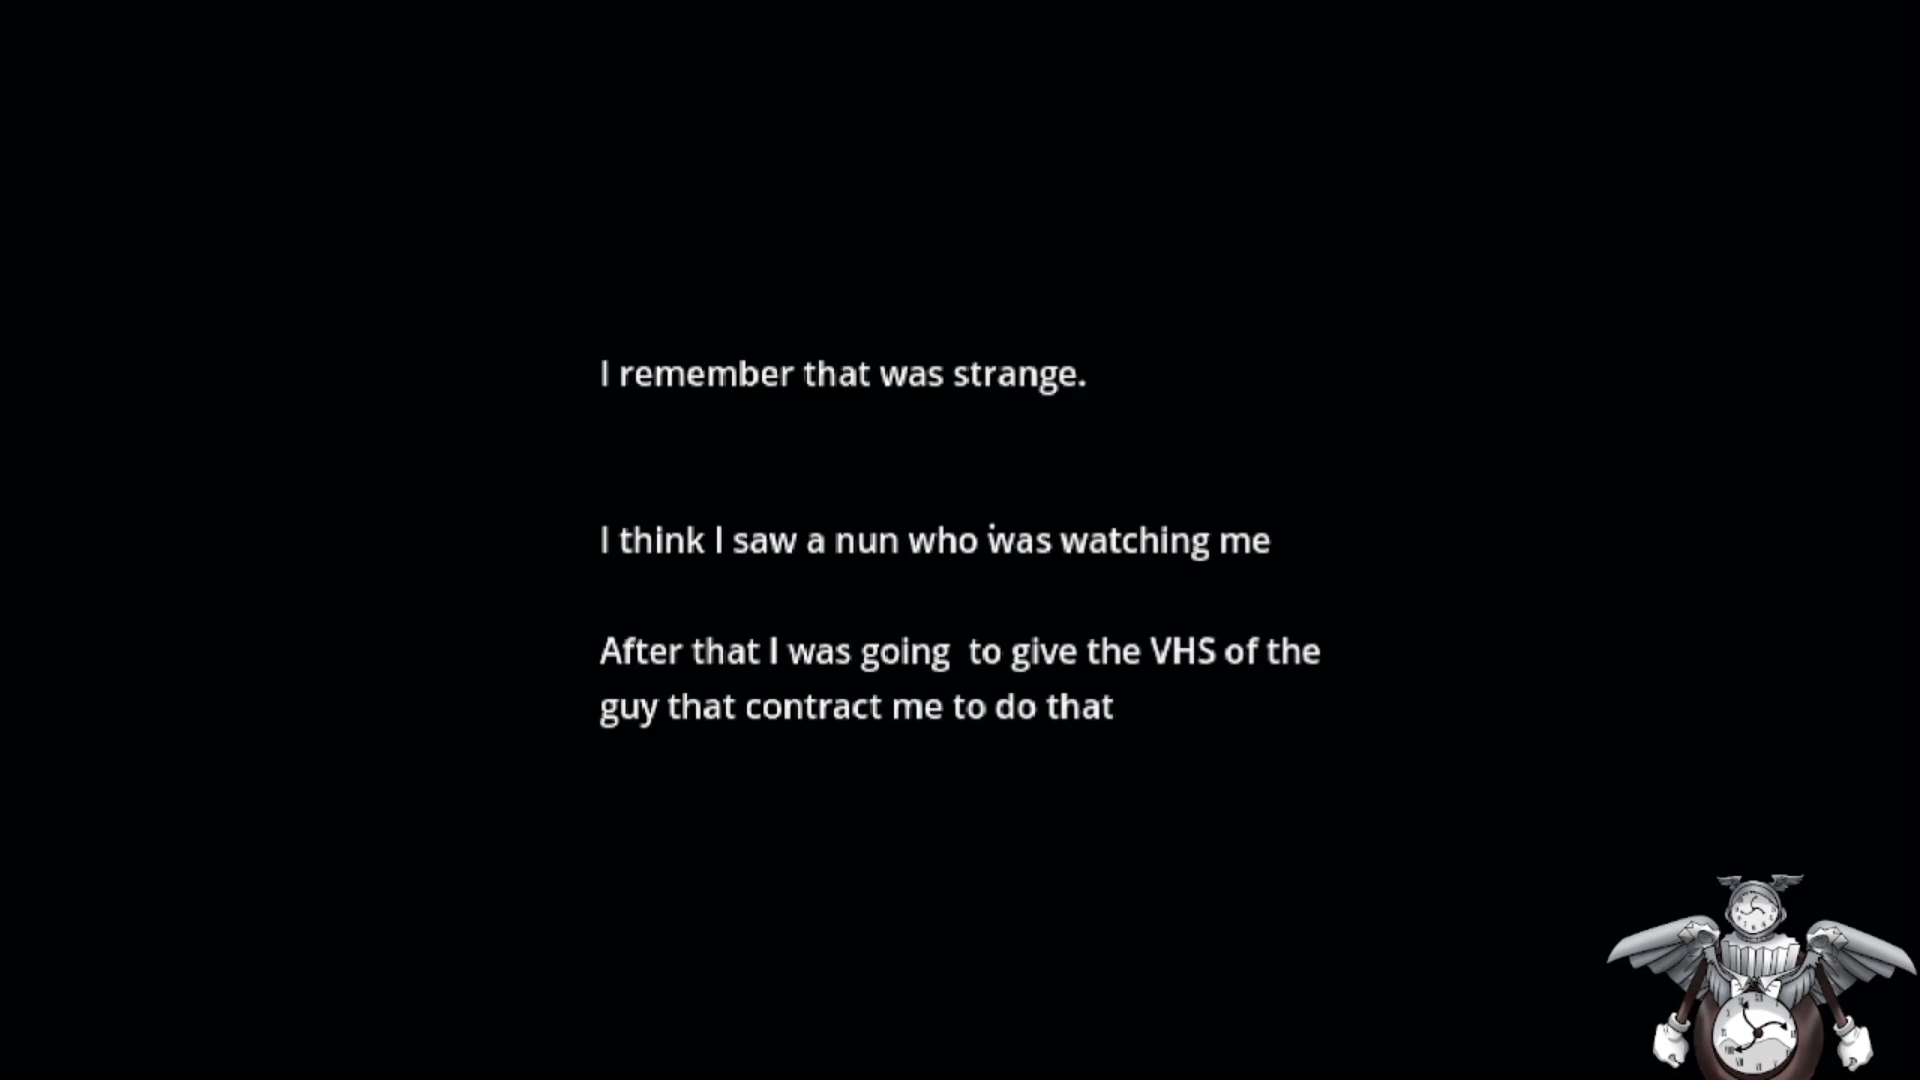 I remember that was strange.
I think I saw a nun who was watching me
After that I was going  to give the VHS of the
guy that contract me to do that